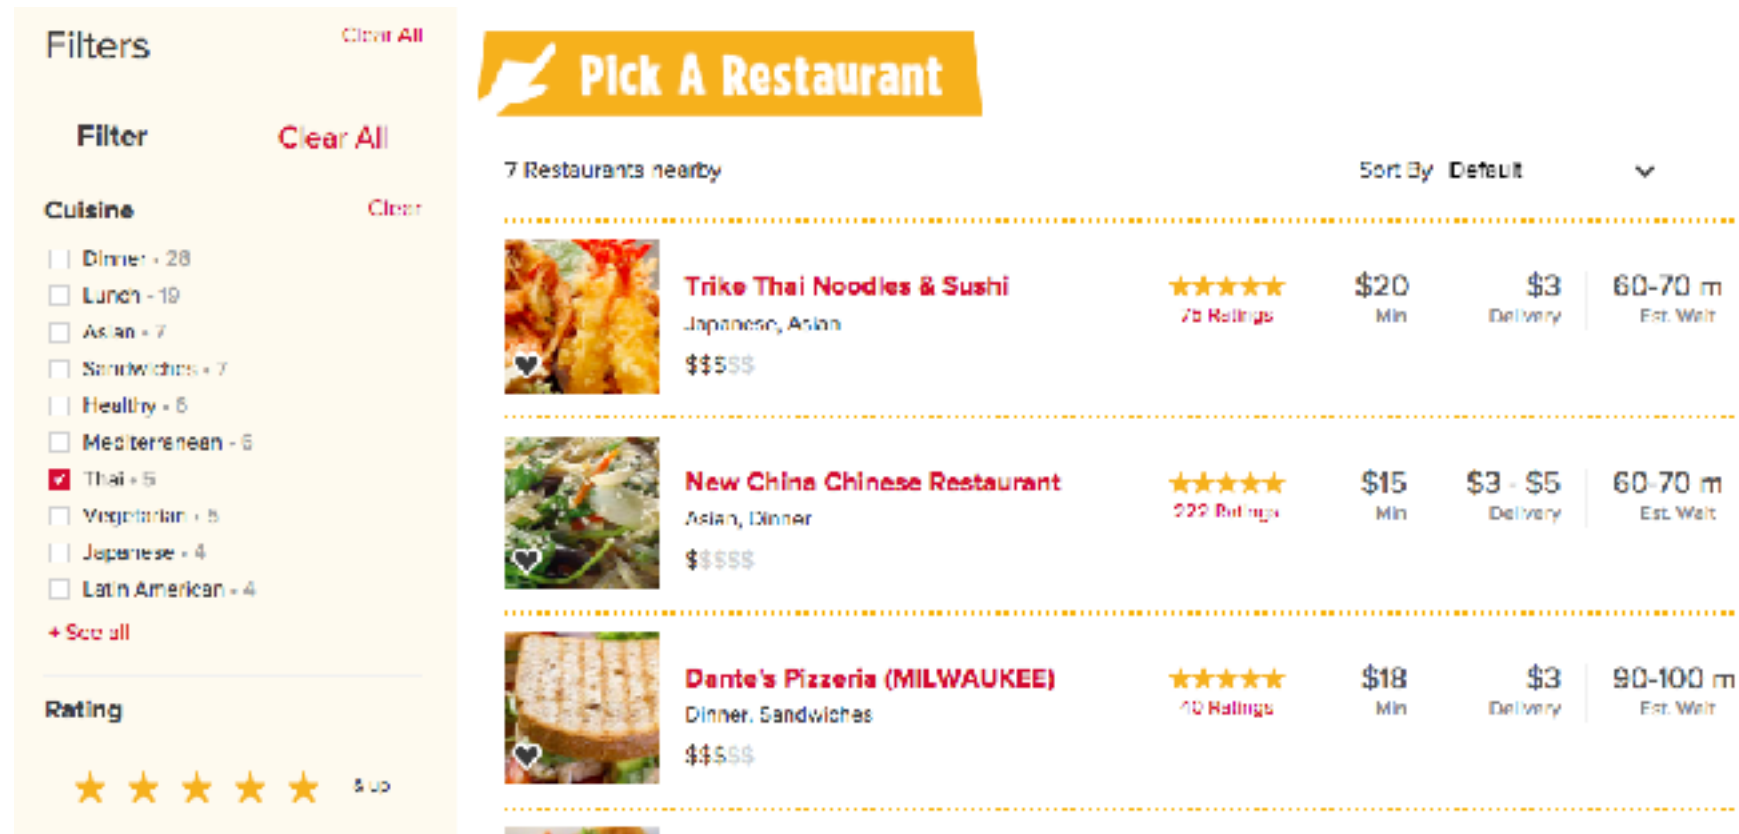 Filters
Clear All
Filter
Clear All
Cuisine
Clear
Dinner - 28
Lunch - 19
Asian - 7
Sandwiches - 7
Healthy - 6
Mediterranean - 6
Thai - 5
Vegetarian - 5
Japanese - 4
Latin American - 4
+ See all
Rating
& up
Pick A Restaurant
7 Restaurants nearby
Sort By Default
Trike Thai Noodles & Sushi
Japanese, Asian
$$$$$
Ratings
$20
Min
$3
Delivery
60-70 m
Est. Wait
New China Chinese Restaurant
Asian, Dinner
$$$$$
222 Ratings
$15
Min
$3 - $5
Delivery
60-70 m
Est. Wait
Dante's Pizzeria (MILWAUKEE)
Dinner, Sandwiches
$$$$$
40 Ratings
$18
Min
$3
Delivery
90-100 m
Est. Wait